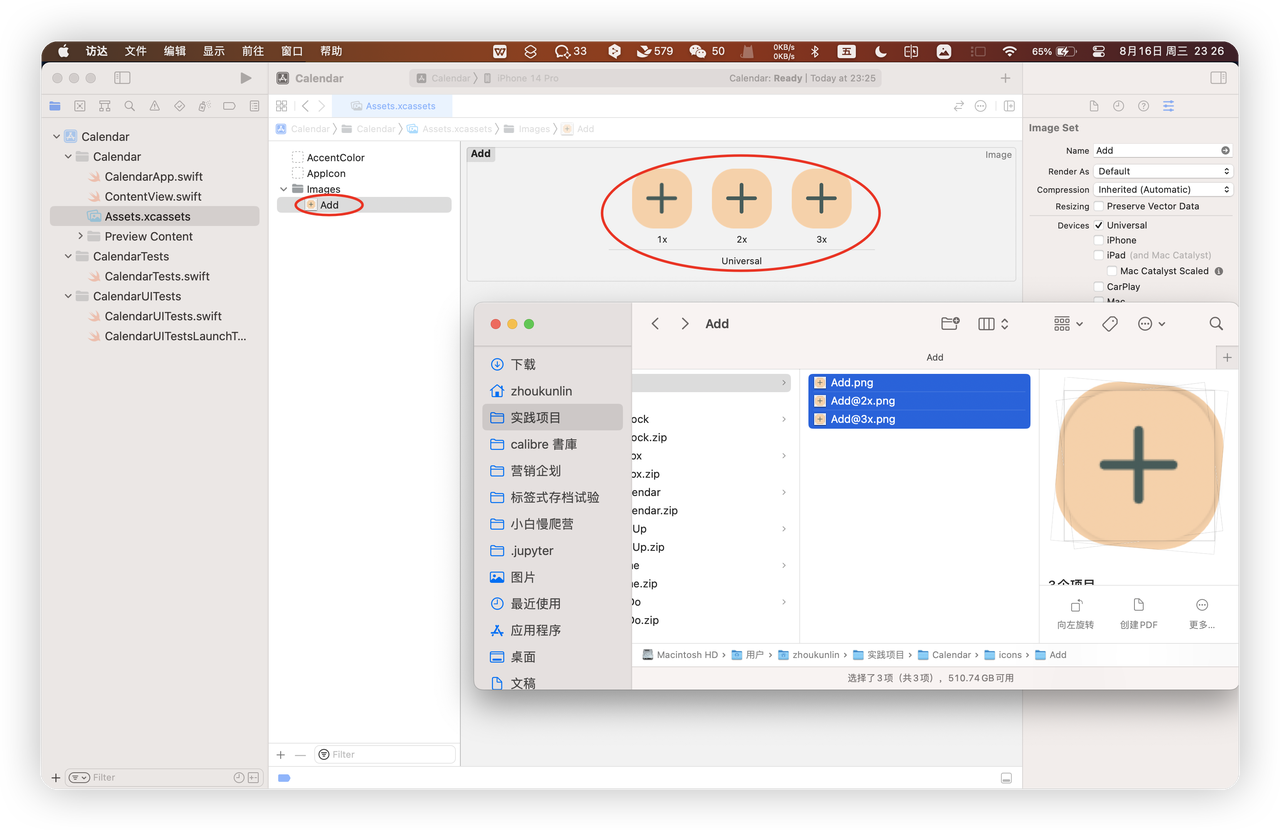 访达 文件 编辑 显示 前往 窗口 帮助 33 579 50 0KB/s 五 65% 8月16日 周三 23 26
0KB/s
Calendar Calendar iPhone 14 Pro Calendar: Ready | Today at 23:25
Assets.xcassets
Calendar Calendar Assets.xcassets Images Add
Calendar
Calendar
CalendarApp.swift
ContentView.swift
Assets.xcassets
Preview Content
CalendarTests
CalendarTests.swift
CalendarUITests
CalendarUITests.swift
CalendarUITestsLaunchT...
Filter
AccentColor
AppIcon
Images
Add
Filter
Add Image
1x 2x 3x
Universal
Image Set
Name Add
Render As Default
Compression Inherited (Automatic)
Resizing Preserve Vector Data
Devices Universal
iPhone
iPad (and Mac Catalyst)
Mac Catalyst Scaled
CarPlay
Mac
Add
Add
下载
zhoukunlin
实践项目
calibre 書庫
营销企划
标签式存档试验
小白慢爬营
.jupyter
图片
最近使用
应用程序
桌面
文稿
ock
ock.zip
ox
ox.zip
endar
endar.zip
Up
Up.zip
ne
ne.zip
Do
Do.zip
Add.png
Add@2x.png
Add@3x.png
3个项目
向左旋转 创建PDF 更多...
Macintosh HD 用户 zhoukunlin 实践项目 Calendar icons Add
选择了3项（共3项），510.74 GB 可用